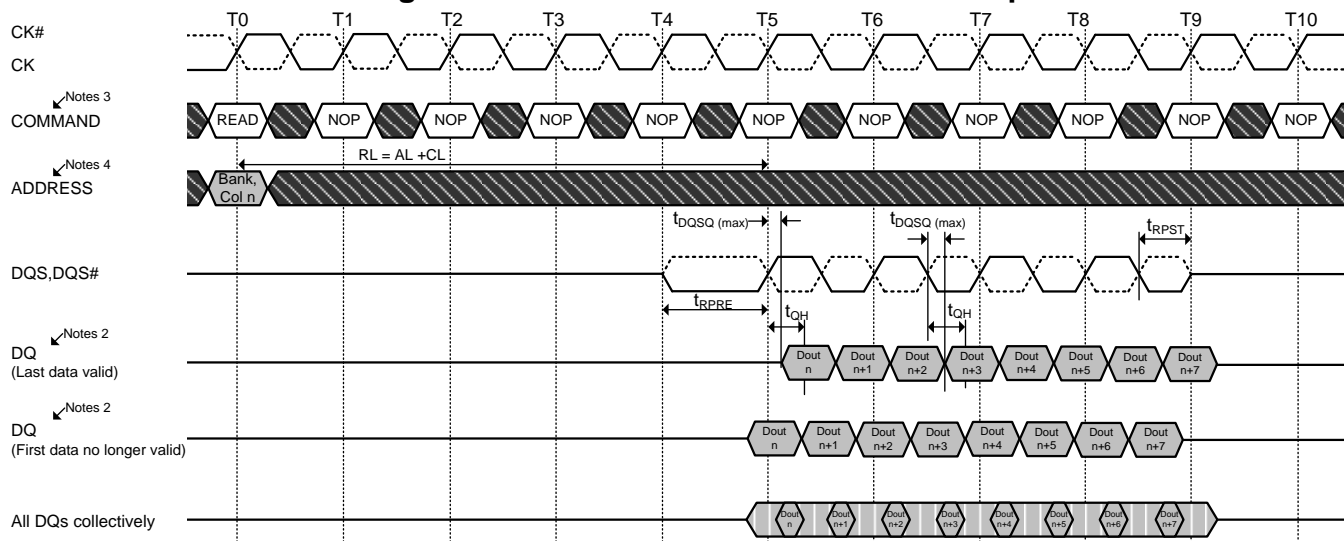 T0 T1 T2 T3 T4 T5 T6 T7 T8 T9 T10
CK#
CK
Notes 3
COMMAND
READ NOP NOP NOP NOP NOP NOP NOP NOP NOP NOP
Notes 4
ADDRESS
RL = AL +CL
Bank,
Col n
tDQSQ (max) tDQSQ (max) tRPST
DQS,DQS#
tRPRE tQH tQH
Notes 2
DQ
(Last data valid)
Dout n Dout n+1 Dout n+2 Dout n+3 Dout n+4 Dout n+5 Dout n+6 Dout n+7
Notes 2
DQ
(First data no longer valid)
Dout n Dout n+1 Dout n+2 Dout n+3 Dout n+4 Dout n+5 Dout n+6 Dout n+7
All DQs collectively
Dout n Dout n+1 Dout n+2 Dout n+3 Dout n+4 Dout n+5 Dout n+6 Dout n+7